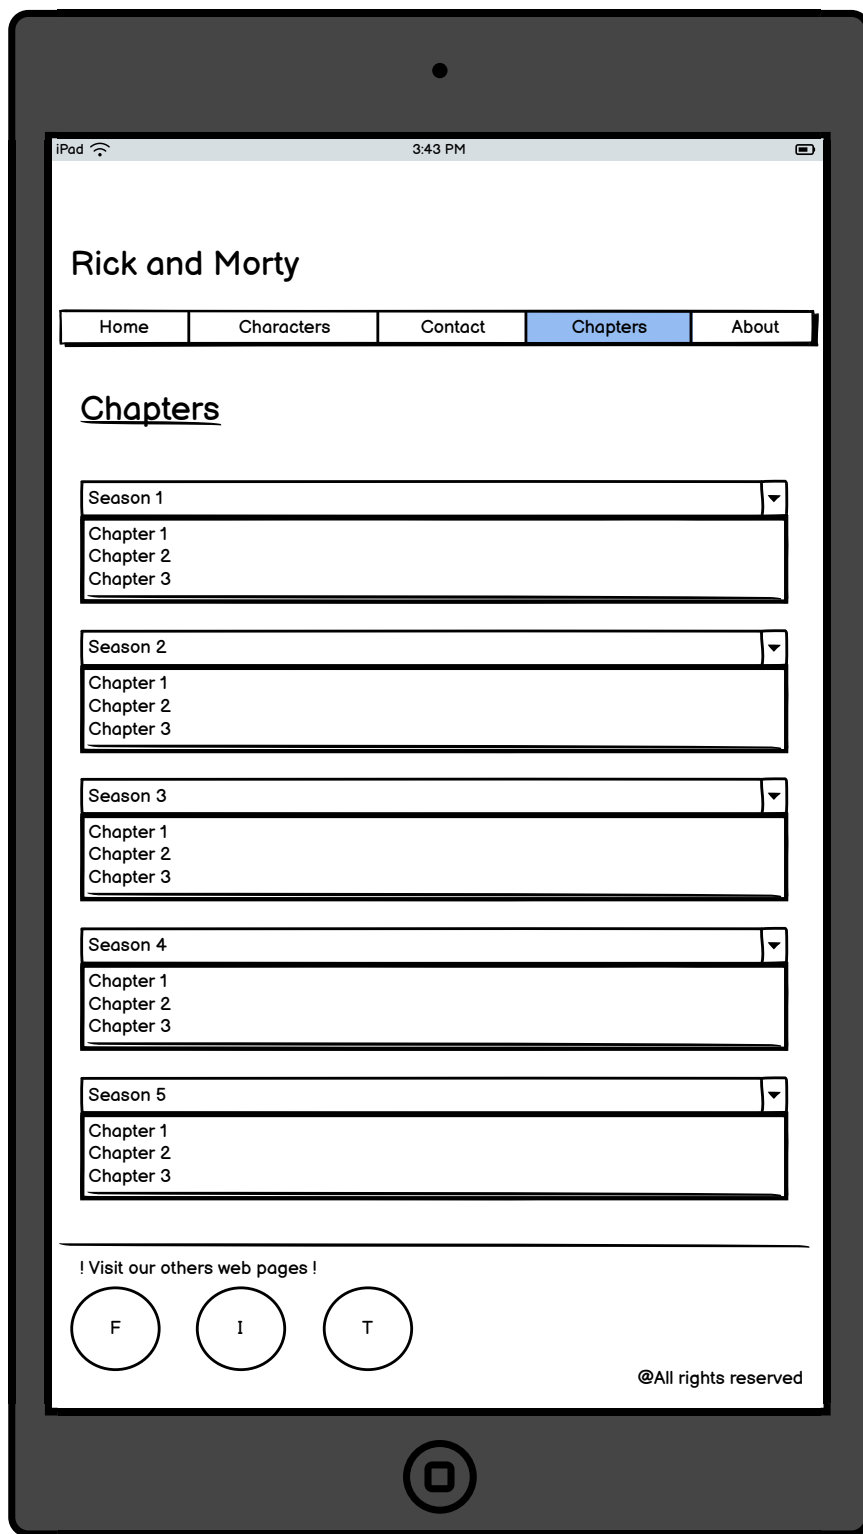 iPad 3:43 PM
Rick and Morty
Home Characters Contact Chapters About
Chapters
Season 1
Chapter 1
Chapter 2
Chapter 3
Season 2
Chapter 1
Chapter 2
Chapter 3
Season 3
Chapter 1
Chapter 2
Chapter 3
Season 4
Chapter 1
Chapter 2
Chapter 3
Season 5
Chapter 1
Chapter 2
Chapter 3
! Visit our others web pages !
F I T
@All rights reserved